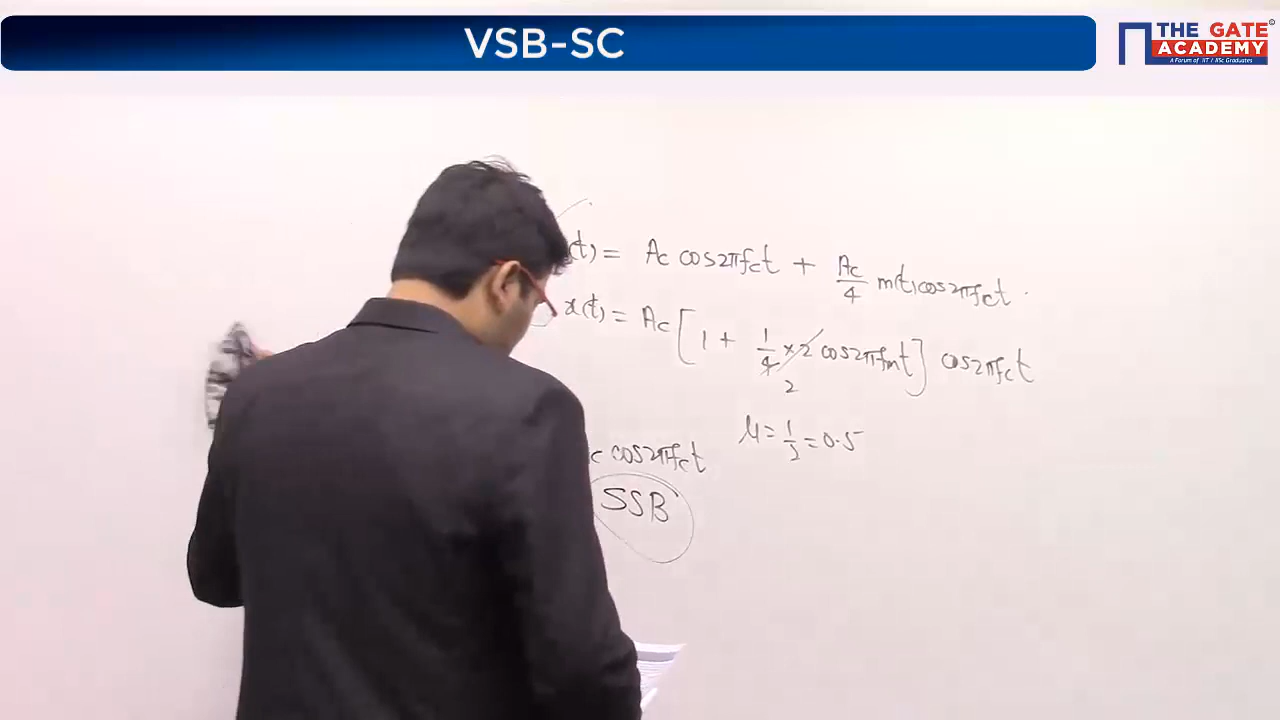 VSB-SC
THE GATE
ACADEMY
A Forum of IIT / IISc Graduates
(t) = Ac cos2πfct + Ac/4 m(t)cos2πfct
x(t) = Ac [1 + 1/4 × 2 cos2πfmt] cos2πfct
2
μ = 1/2 = 0.5
c cos2πfct
SSB